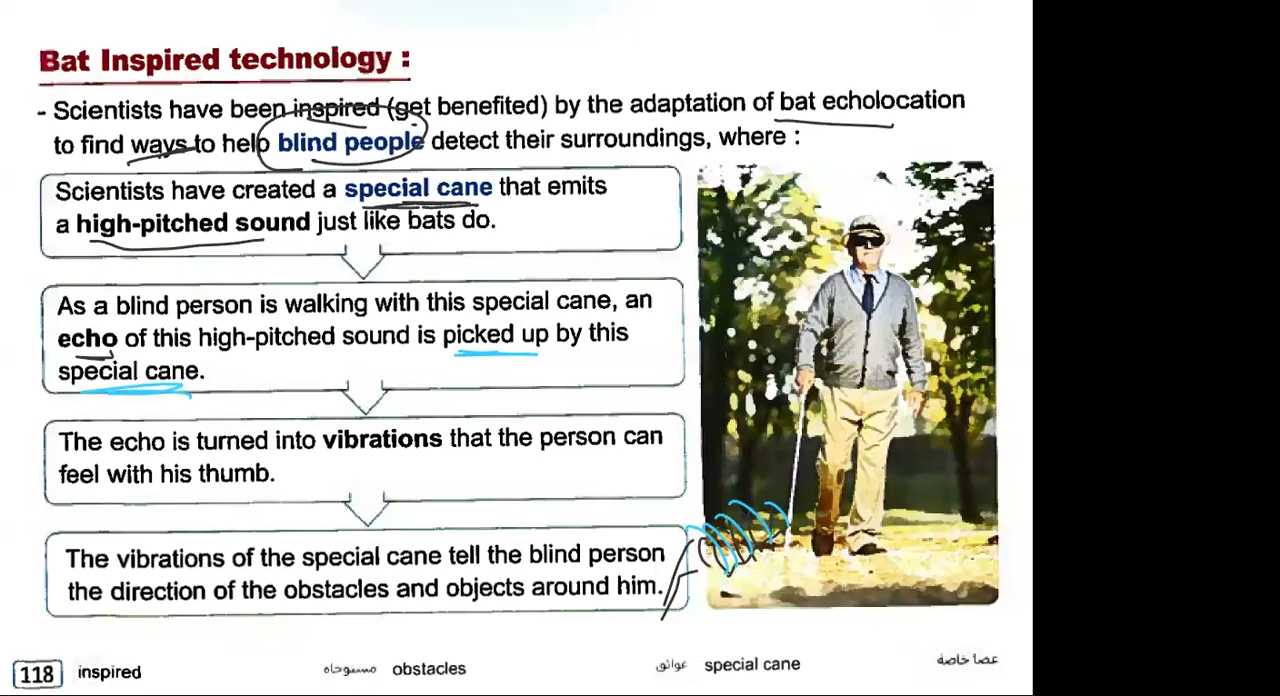 Bat Inspired technology :
- Scientists have been inspired (get benefited) by the adaptation of bat echolocation
to find ways to help blind people detect their surroundings, where :
Scientists have created a special cane that emits
a high-pitched sound just like bats do.
As a blind person is walking with this special cane, an
echo of this high-pitched sound is picked up by this
special cane.
The echo is turned into vibrations that the person can
feel with his thumb.
The vibrations of the special cane tell the blind person
the direction of the obstacles and objects around him.
118 inspired مستوحاه obstacles عوائق special cane عصا خاصة